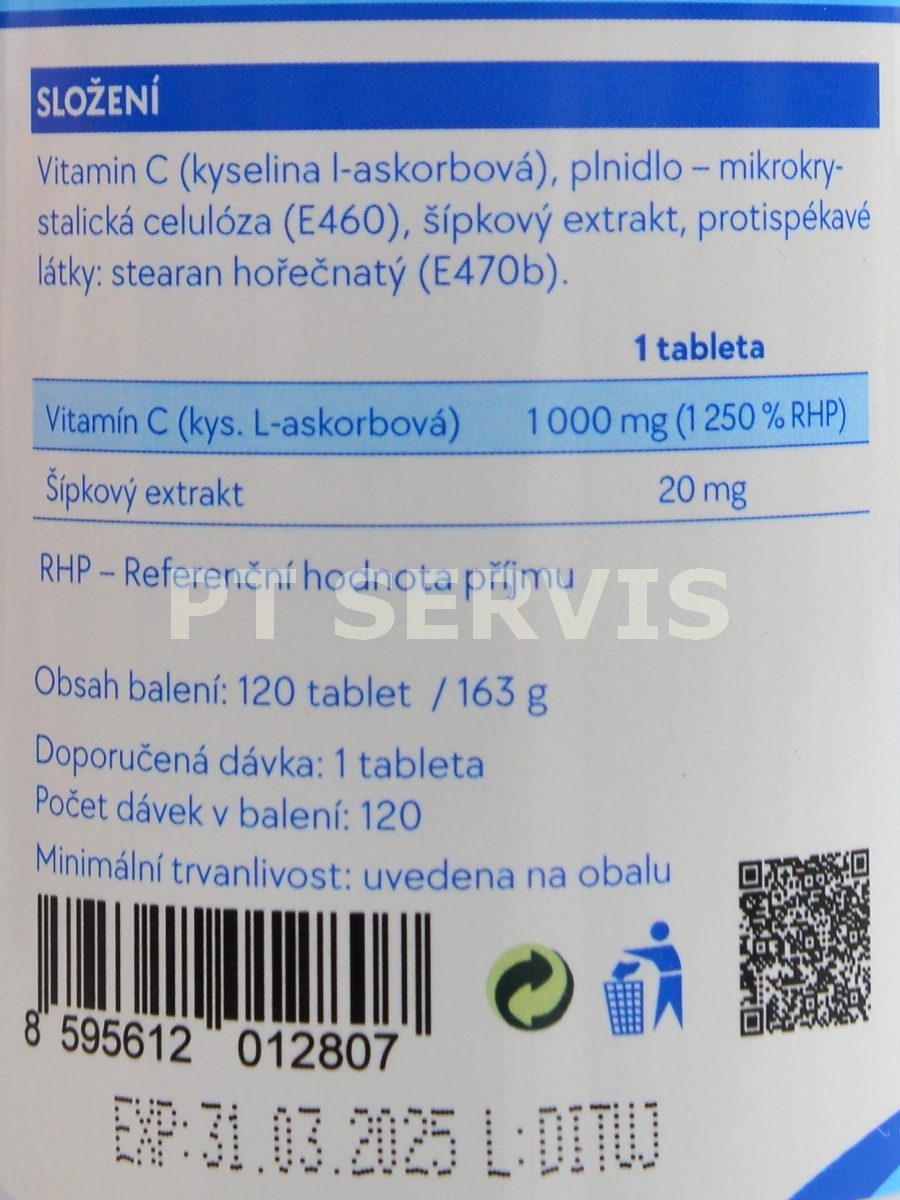 SLOŽENÍ
Vitamin C (kyselina l-askorbová), plnidlo – mikrokry-
stalická celulóza (E460), šípkový extrakt, protispékavé
látky: stearan hořečnatý (E470b).
1 tableta
Vitamín C (kys. L-askorbová) 1 000 mg (1 250 % RHP)
Šípkový extrakt 20 mg
RHP – Referenční hodnota příjmu
PT SERVIS
Obsah balení: 120 tablet / 163 g
Doporučená dávka: 1 tableta
Počet dávek v balení: 120
Minimální trvanlivost: uvedena na obalu
8 595612 012807
EXP:31.03.2025 L:DITUJ